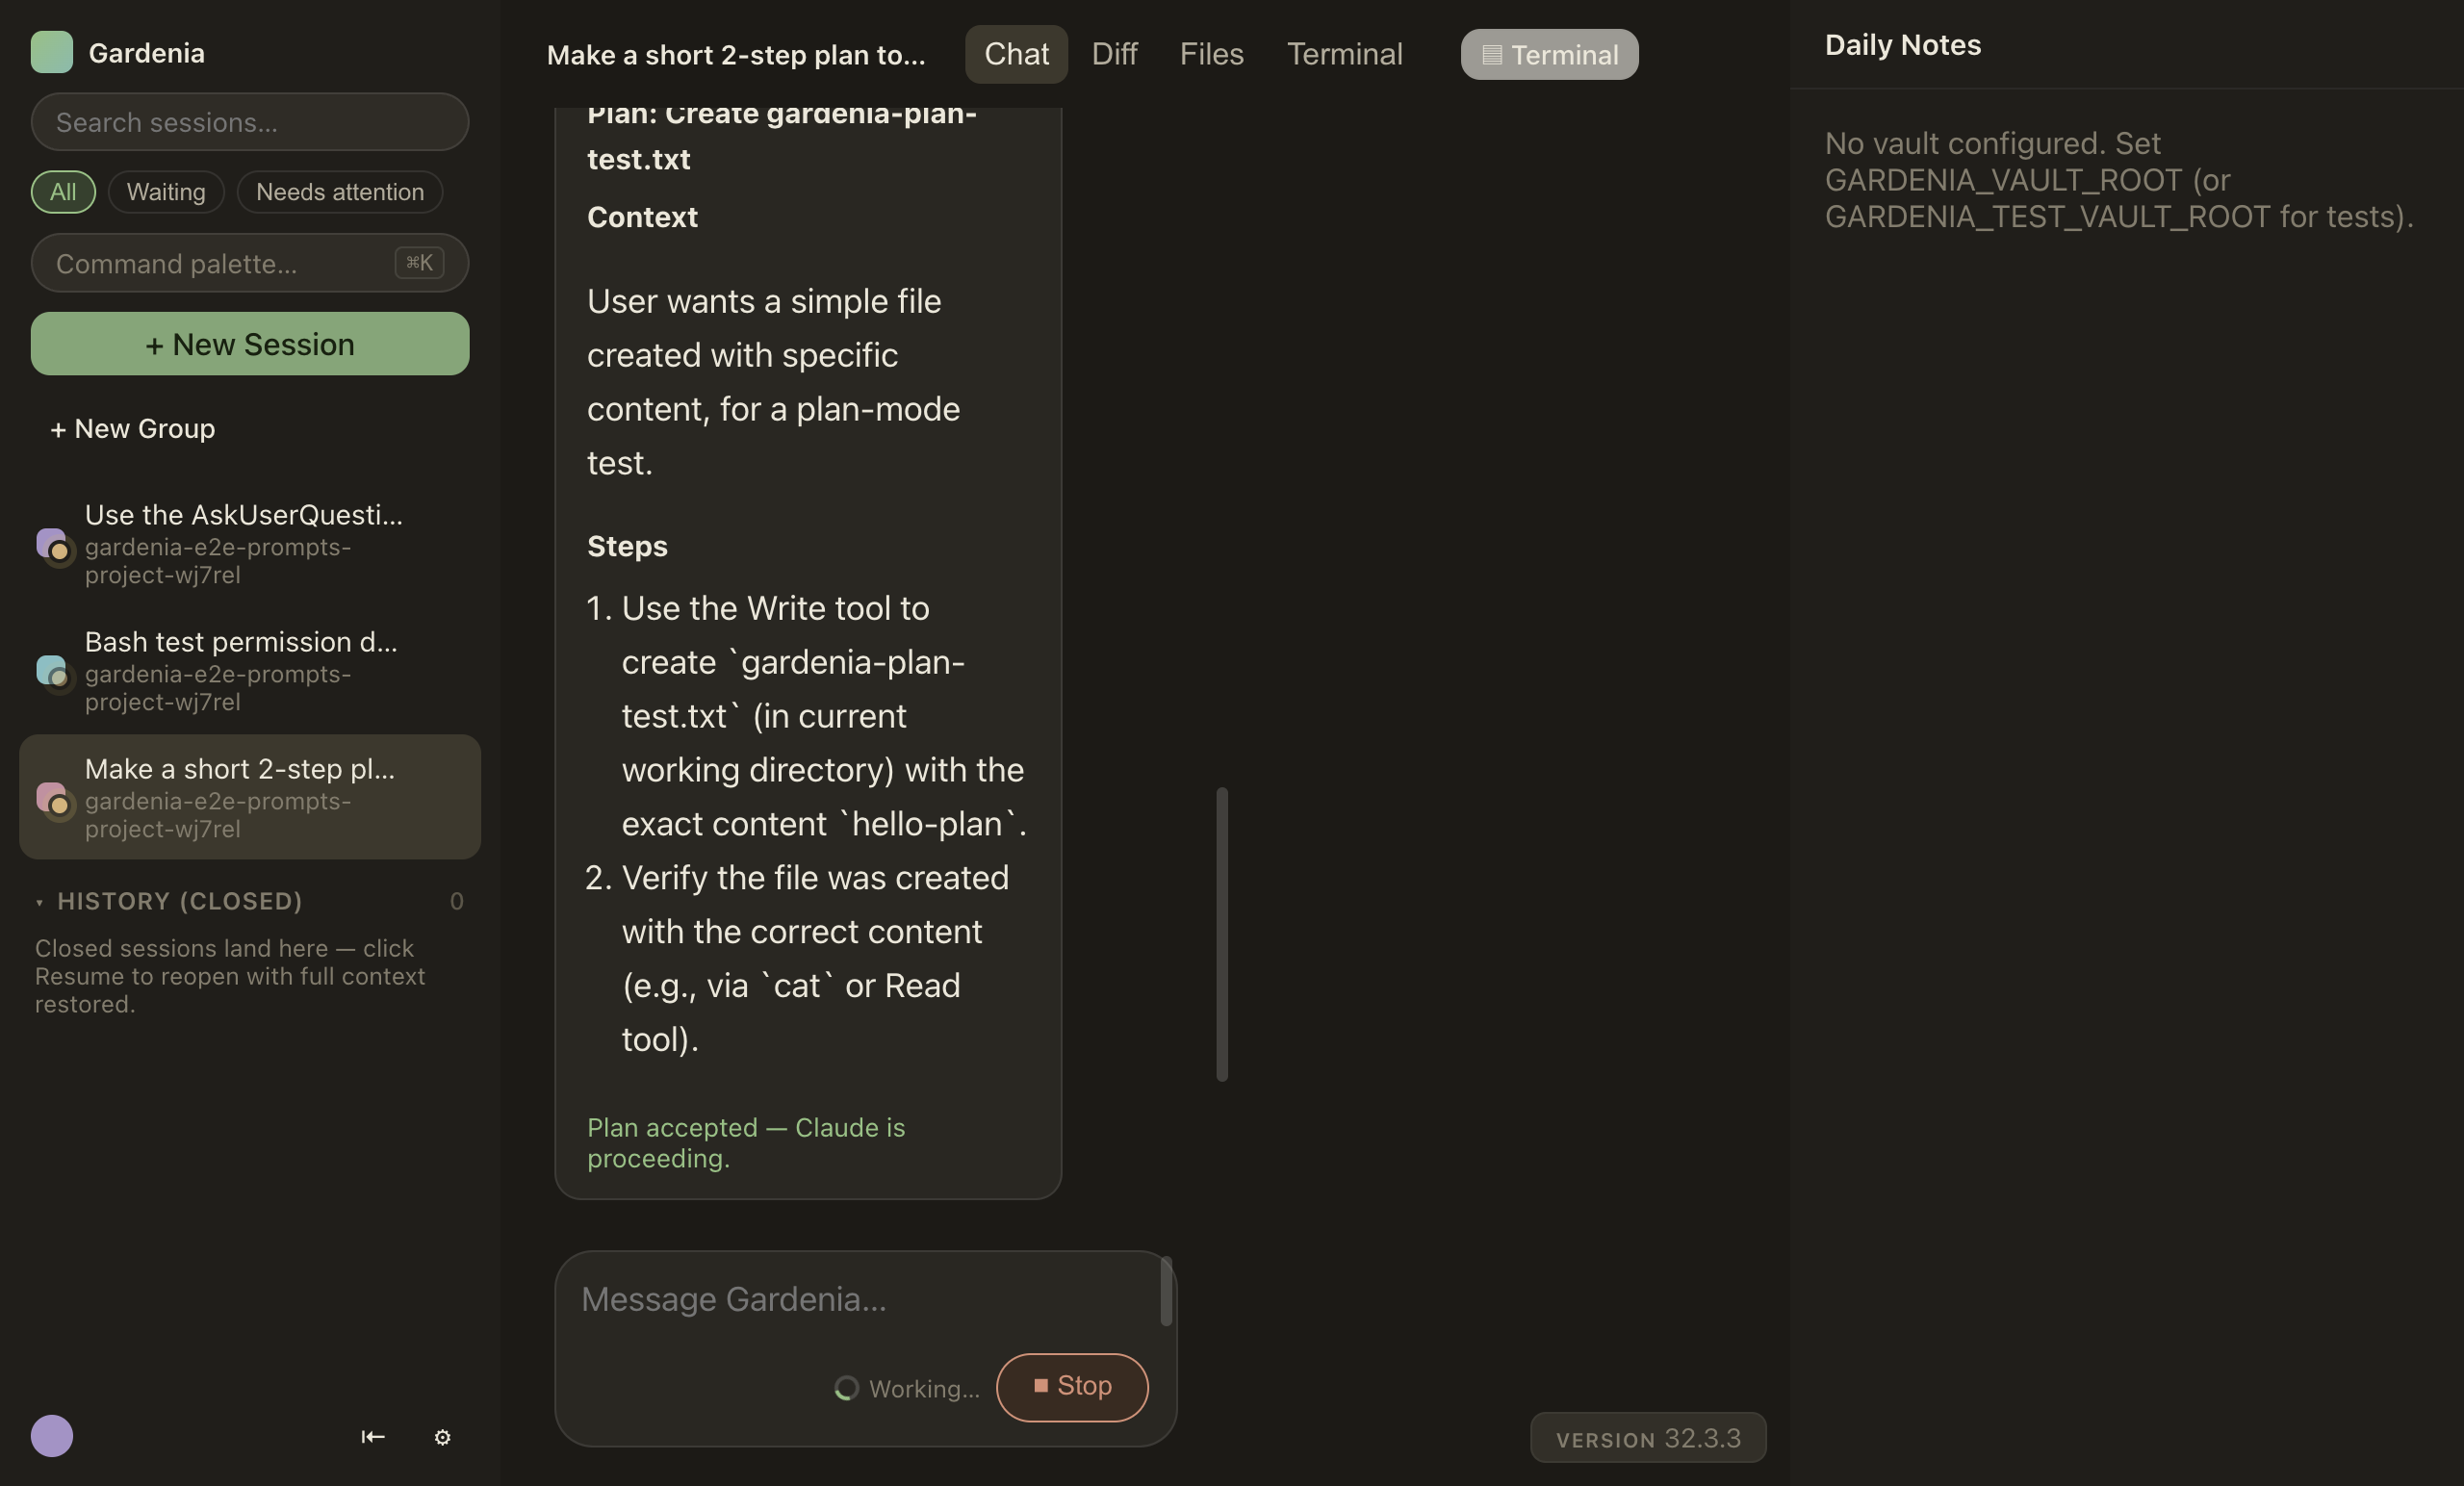 Gardenia
Search sessions...
All
Waiting
Needs attention
Command palette...
⌘K
+ New Session
+ New Group
Use the AskUserQuesti...
gardenia-e2e-prompts-
project-wj7rel
Bash test permission d...
gardenia-e2e-prompts-
project-wj7rel
Make a short 2-step pl...
gardenia-e2e-prompts-
project-wj7rel
HISTORY (CLOSED)
0
Closed sessions land here — click
Resume to reopen with full context
restored.
Make a short 2-step plan to...
Chat
Diff
Files
Terminal
Terminal
Plan: Create gardenia-plan-
test.txt
Context
User wants a simple file
created with specific
content, for a plan-mode
test.
Steps
1. Use the Write tool to
create `gardenia-plan-
test.txt` (in current
working directory) with the
exact content `hello-plan`.
2. Verify the file was created
with the correct content
(e.g., via `cat` or Read
tool).
Plan accepted — Claude is
proceeding.
Message Gardenia...
Working...
Stop
VERSION 32.3.3
Daily Notes
No vault configured. Set
GARDENIA_VAULT_ROOT (or
GARDENIA_TEST_VAULT_ROOT for tests).